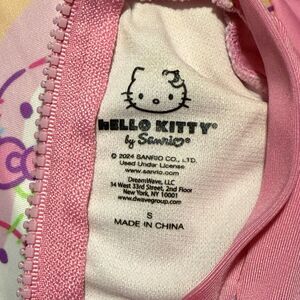 HELLO KITTY®
by Sanrio
© 2024 SANRIO CO., LTD.
Used Under License
www.sanrio.com
DreamWave, LLC
34 West 33rd Street, 2nd Floor
New York, NY 10001
www.dwavegroup.com
S
MADE IN CHINA